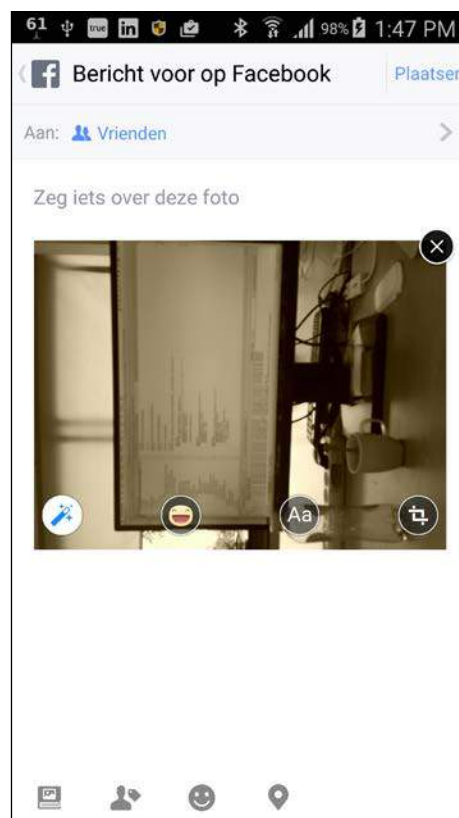 61 true in 98% 1:47 PM
f Bericht voor op Facebook Plaatsen
Aan: Vrienden
Zeg iets over deze foto
Aa